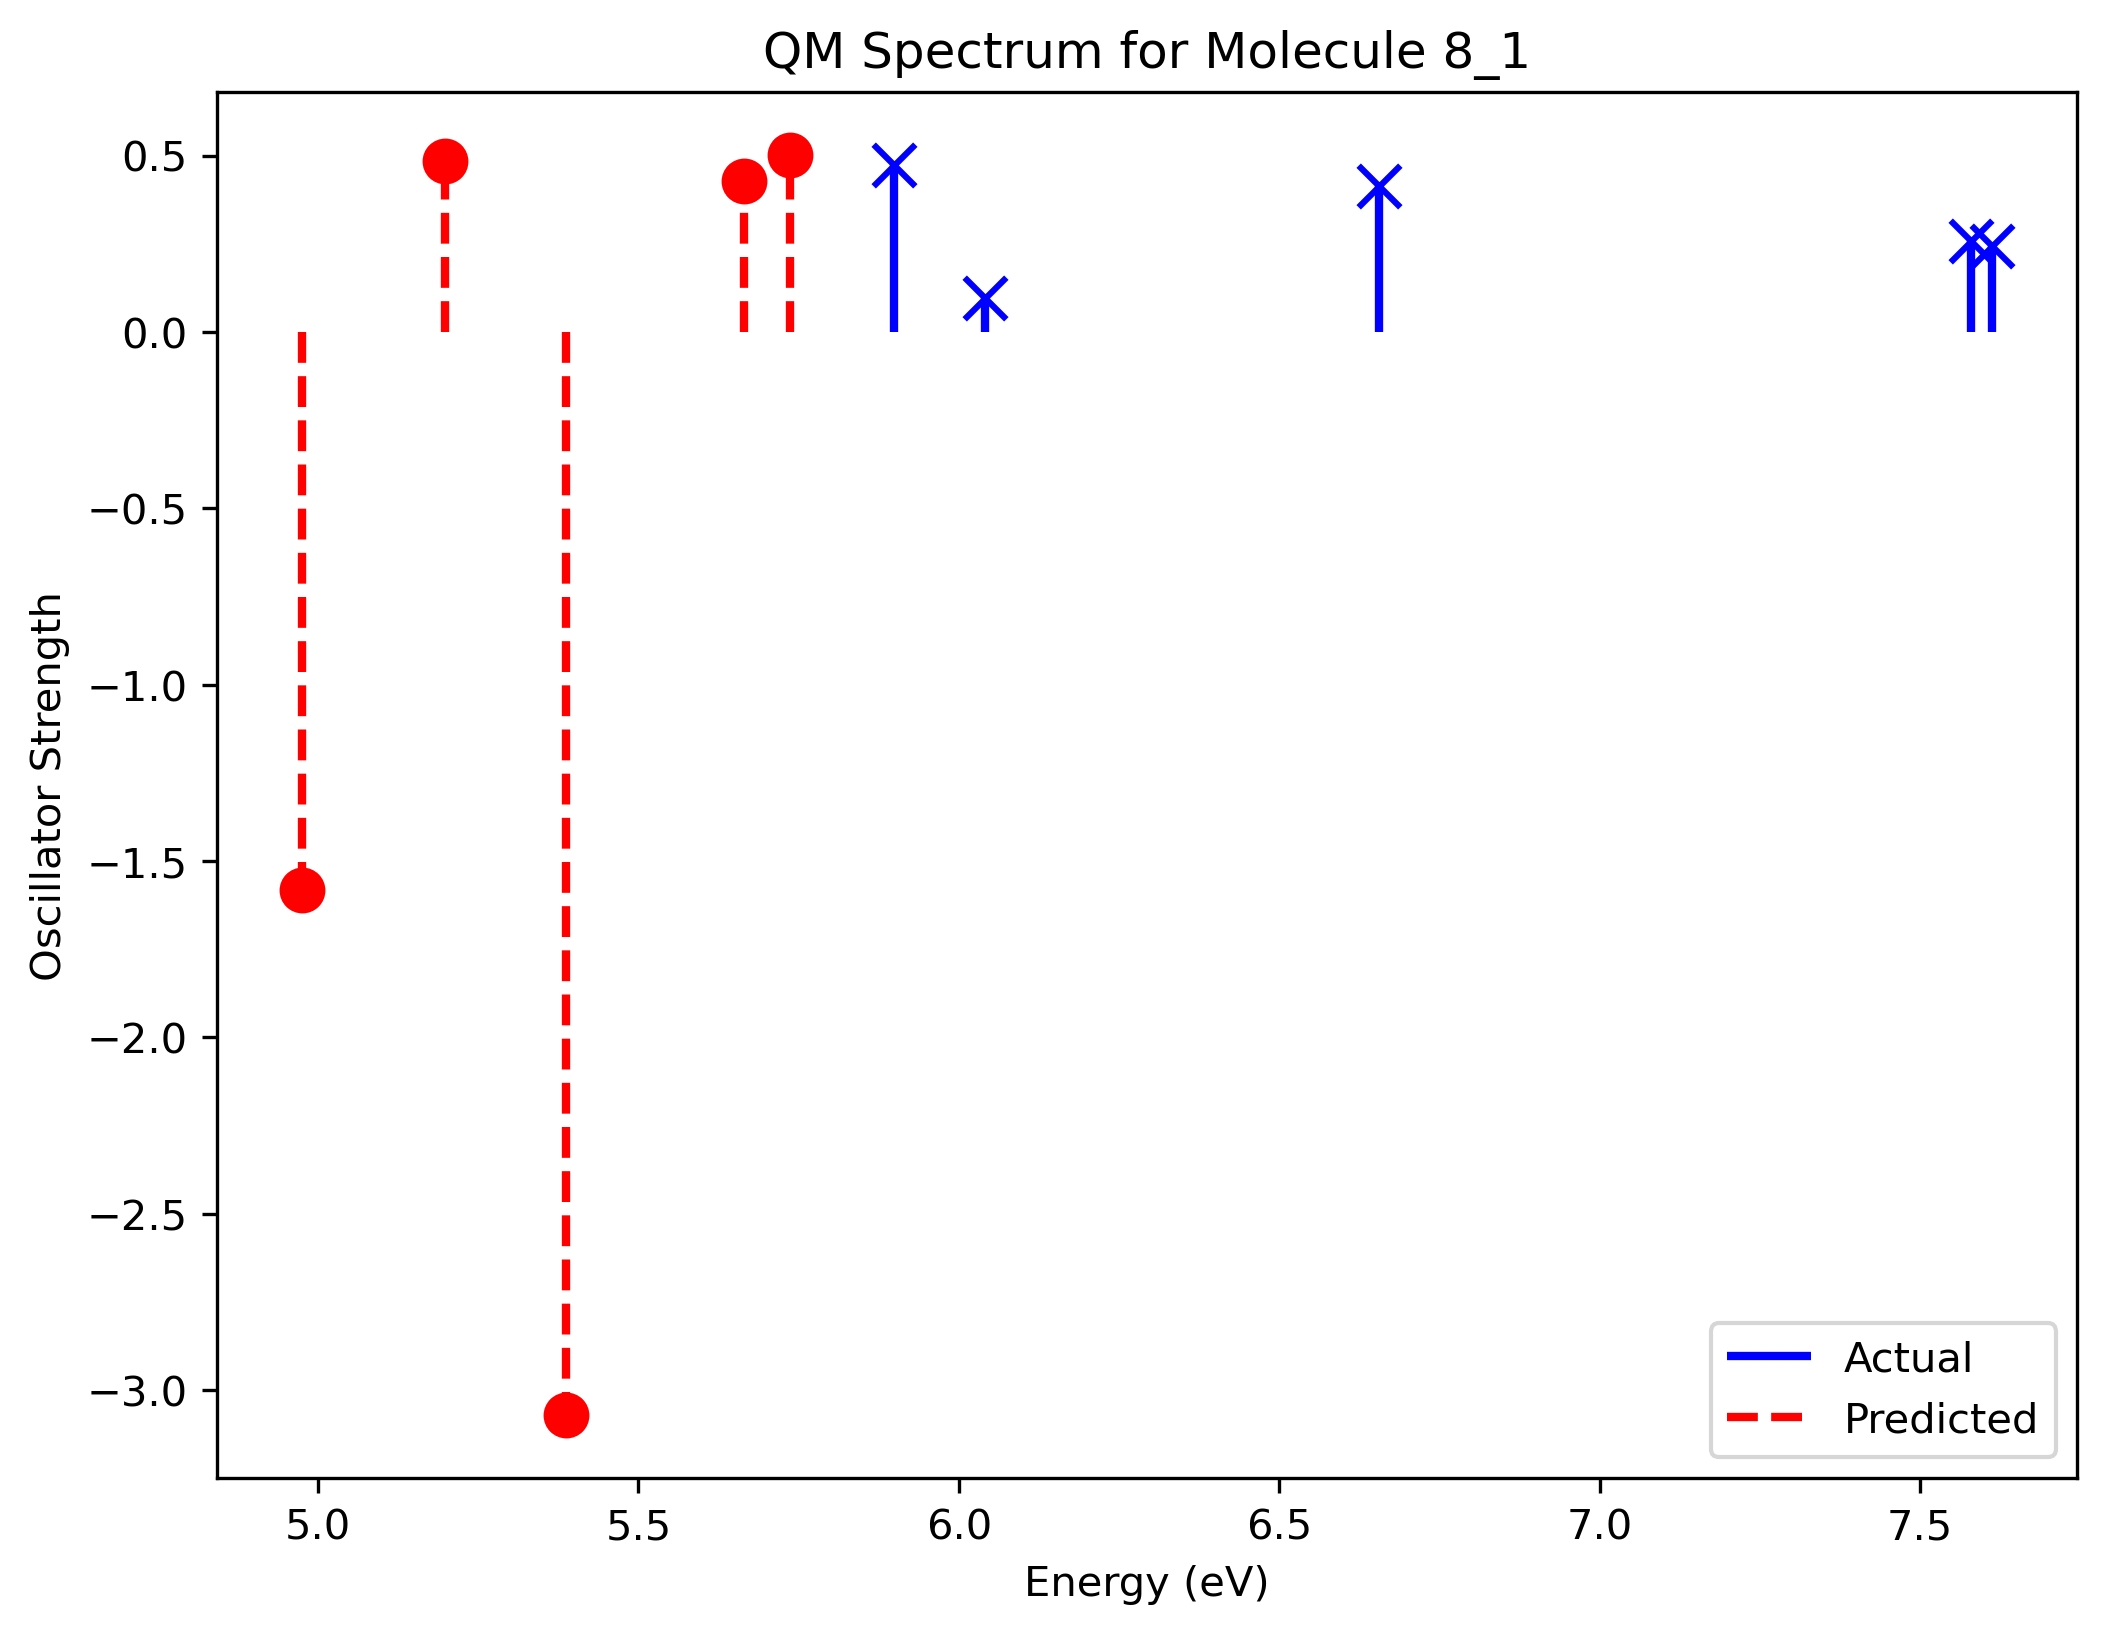 QM Spectrum for Molecule 8_1
0.5
0.0
−0.5
−1.0
−1.5
−2.0
−2.5
−3.0
Oscillator Strength
5.0 5.5 6.0 6.5 7.0 7.5
Energy (eV)
Actual
Predicted